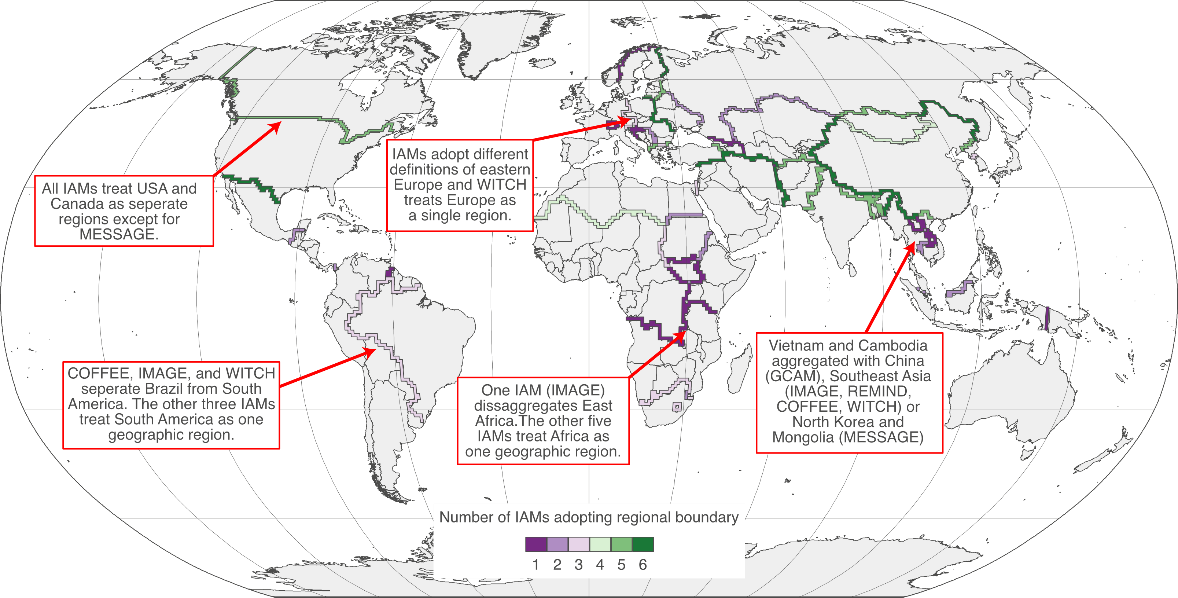 IAMs adopt different
definitions of eastern
Europe and WITCH
treats Europe as
a single region.
All IAMs treat USA and
Canada as seperate
regions except for
MESSAGE.
Vietnam and Cambodia
aggregated with China
(GCAM), Southeast Asia
(IMAGE, REMIND,
COFFEE, WITCH) or
North Korea and
Mongolia (MESSAGE)
COFFEE, IMAGE, and WITCH
seperate Brazil from South
America. The other three IAMs
treat South America as one
geographic region.
One IAM (IMAGE)
dissaggregates East
Africa.The other five
IAMs treat Africa as
one geographic region.
Number of IAMs adopting regional boundary
1 2 3 4 5 6